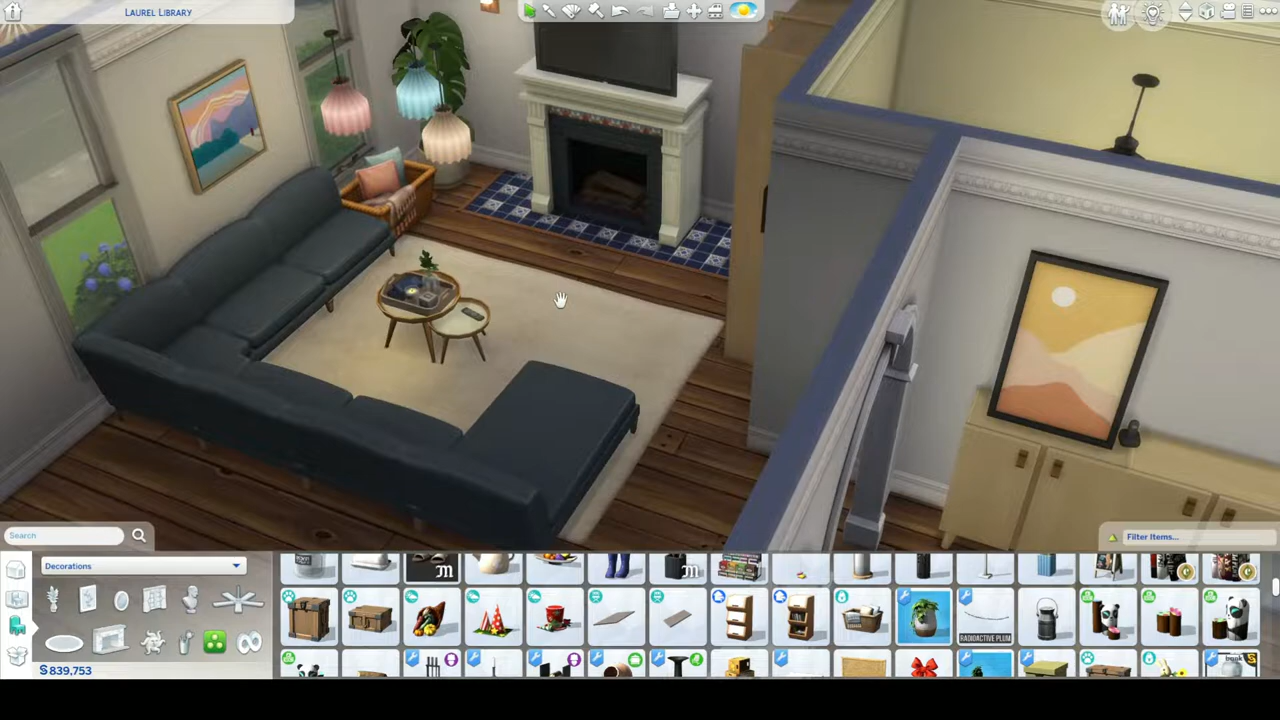 LAUREL LIBRARY
Search
Filter Items...
Decorations
RADIOACTIVE PLUM
§839,753